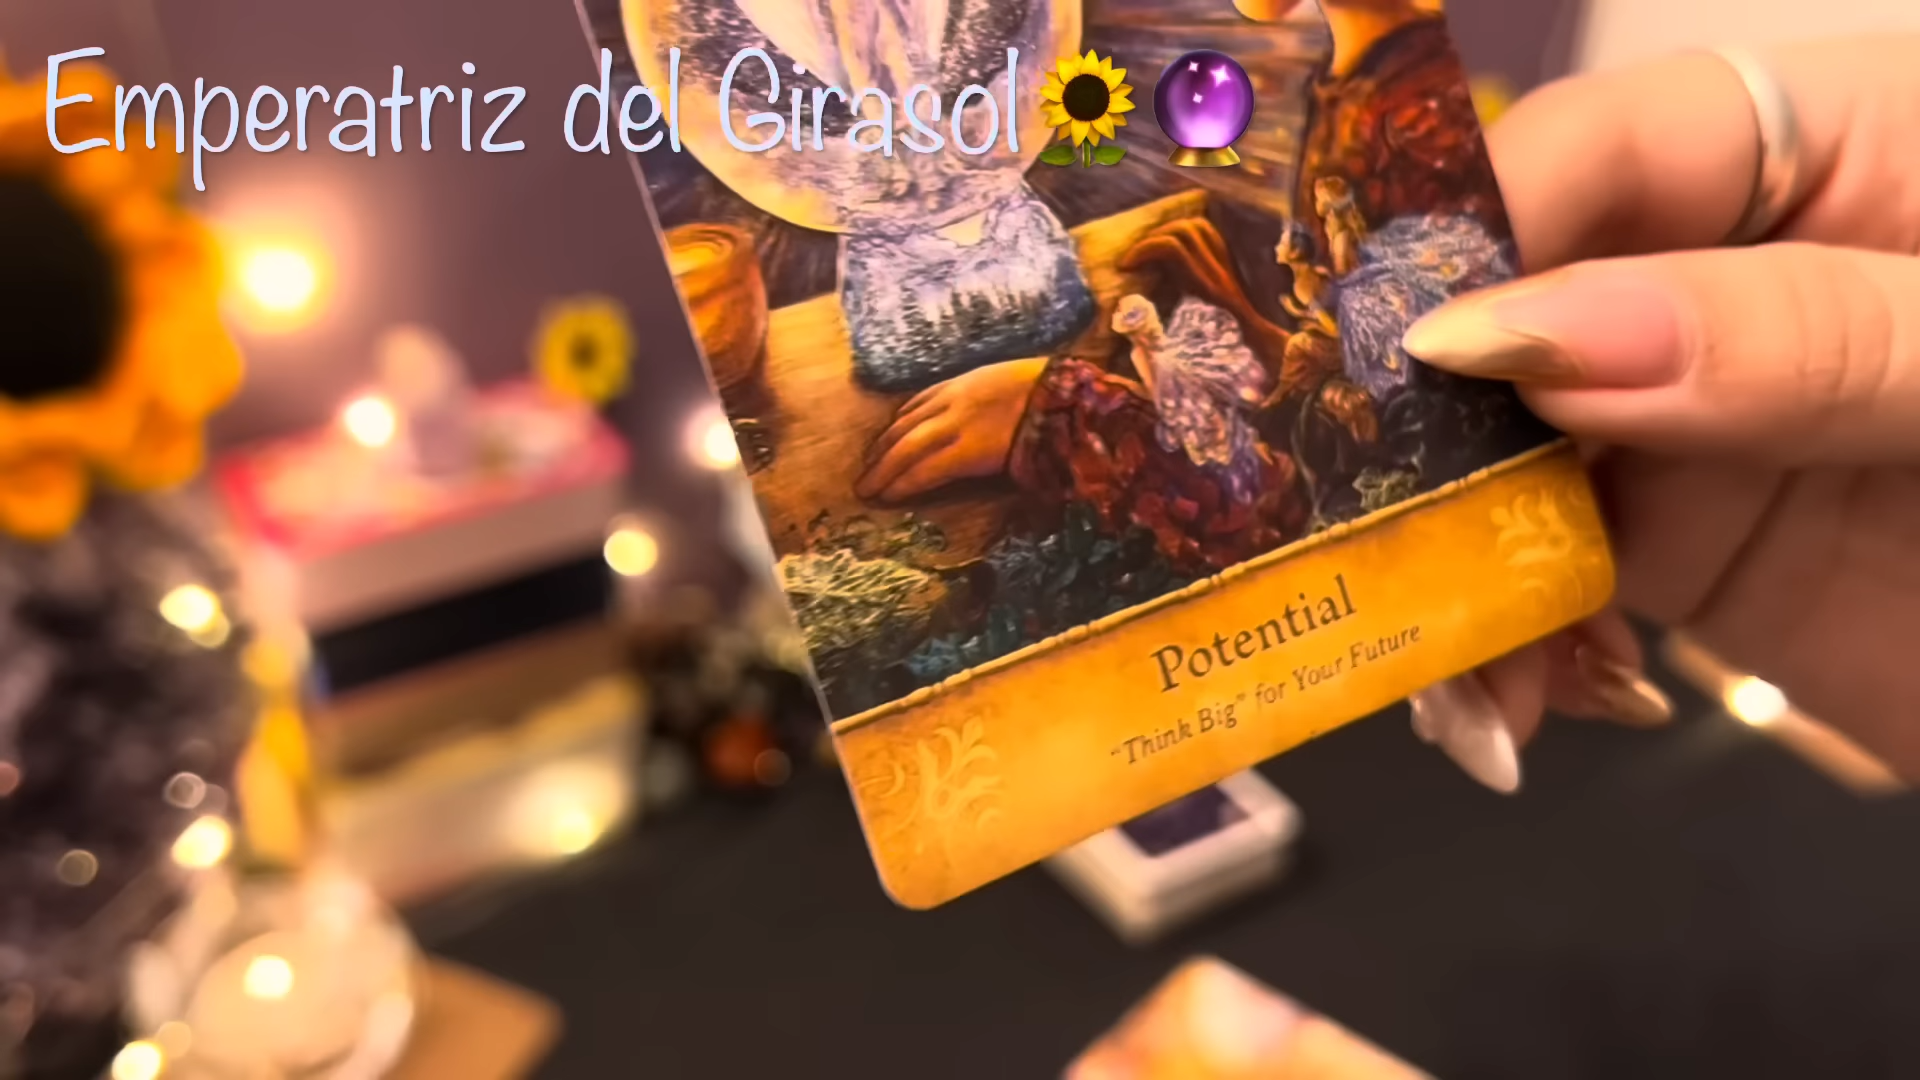 Emperatriz del Girasol🌻🔮
Potential
"Think Big" for Your Future